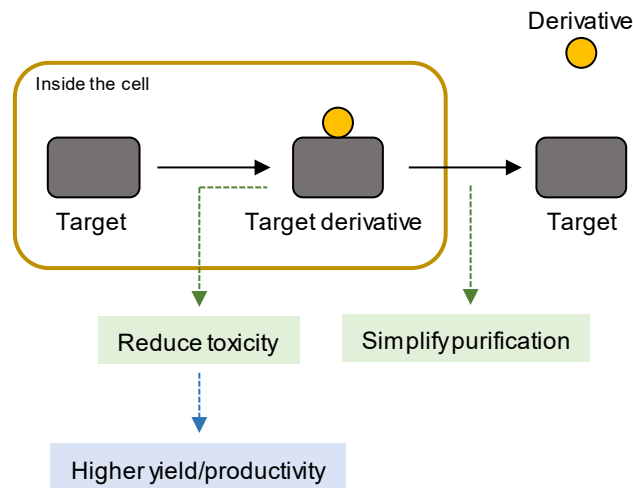 Derivative
Inside the cell
Target
Target derivative
Target
Reduce toxicity
Simplify purification
Higher yield/productivity